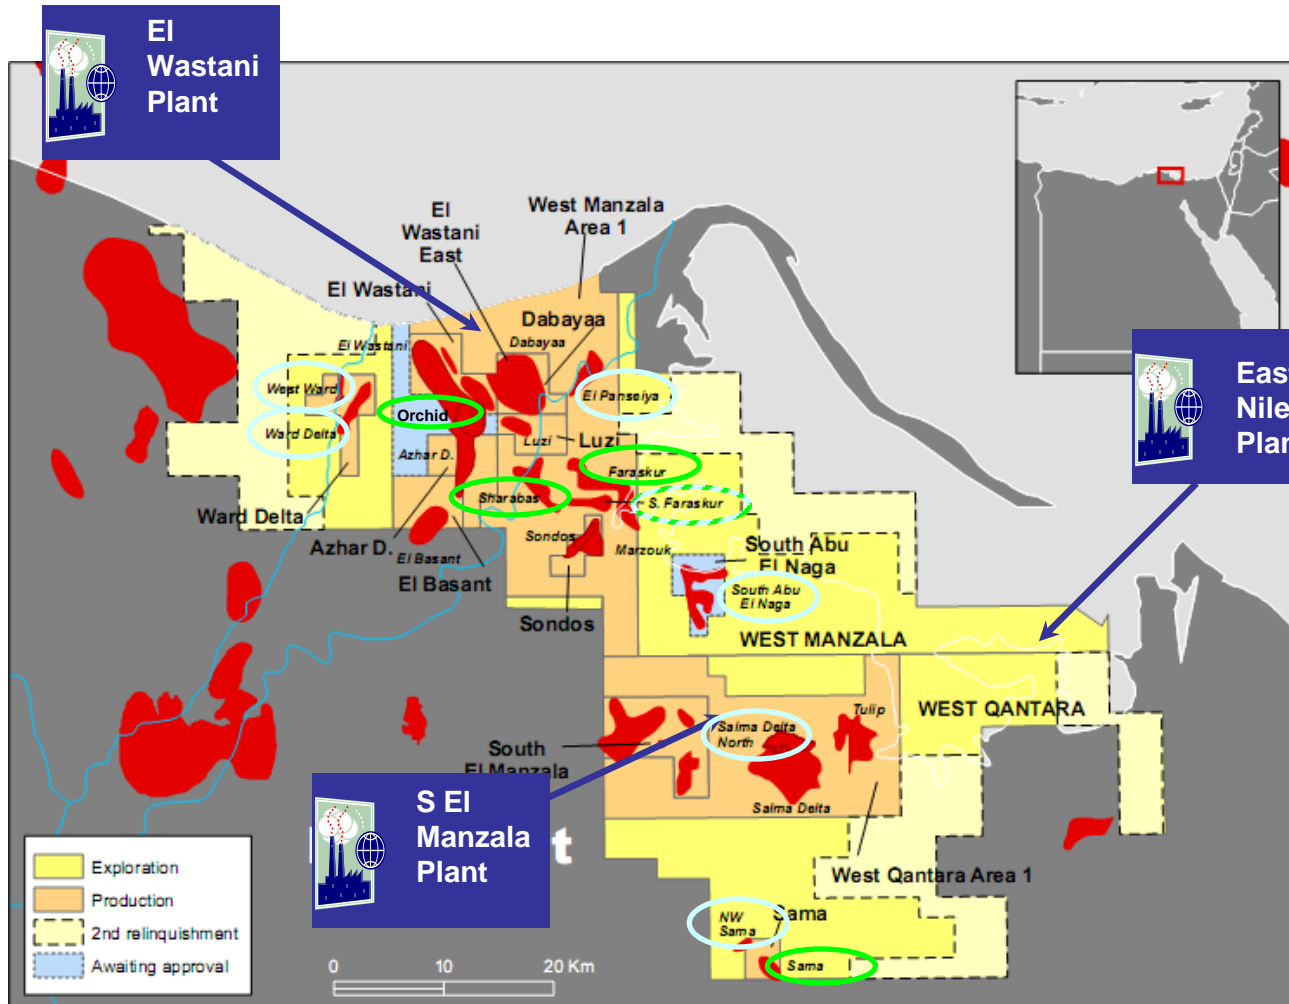 El
Wastani
Plant
El
Wastani
East
West Manzala
Area 1
El Wastani
Dabayaa
Dabayaa
El Wastani
West Ward
Ward Delta
Orchid
El Panseiya
Luzi
Luzi
Azhar D.
Faraskur
Sharabas
S. Faraskur
Ward Delta
Azhar D.
El Basant
El Basant
Sondos
Marzouk
Sondos
South Abu
El Naga
South Abu
El Naga
WEST MANZALA
East
Nile
Plan
WEST QANTARA
Tulip
Salma Delta
North
South
El Manzala
Salma Delta
S El
Manzala
Plant
t
West Qantara Area 1
NW
Sama
Sama
Sama
Exploration
Production
2nd relinquishment
Awaiting approval
0
10
20 Km